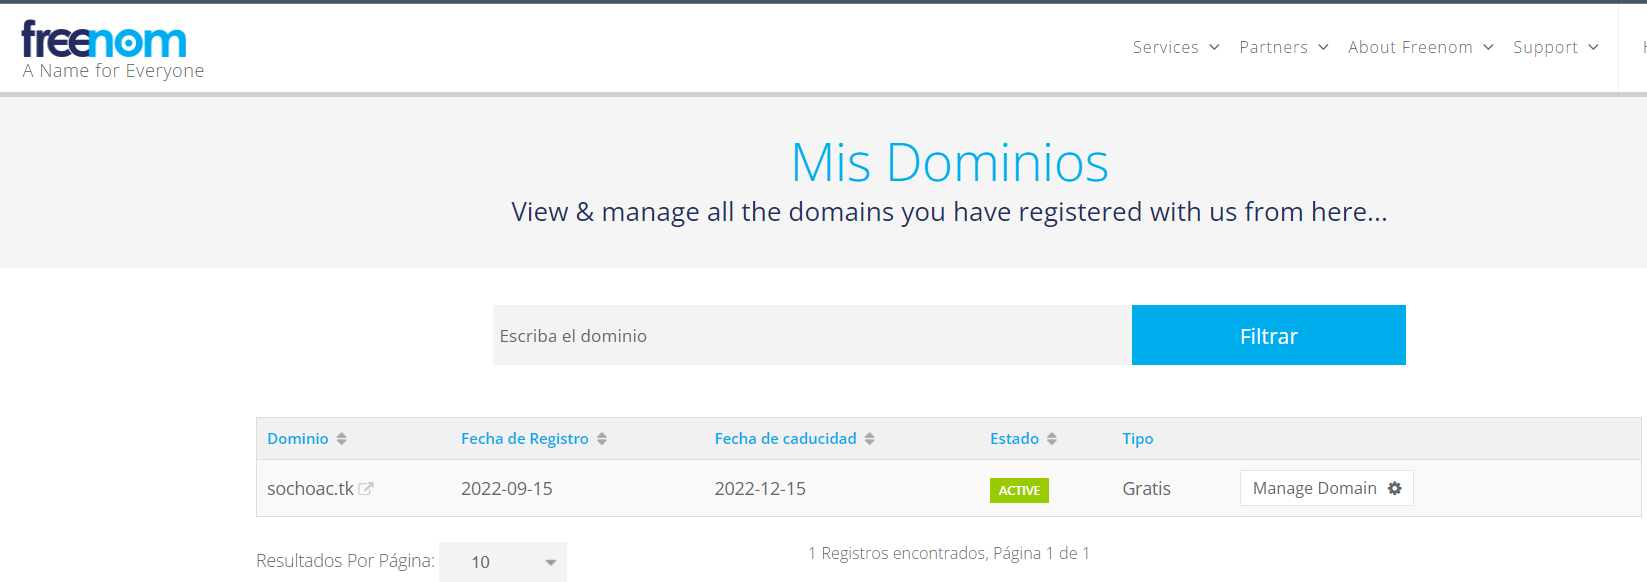 freenom
A Name for Everyone
Services Partners About Freenom Support
Mis Dominios
View & manage all the domains you have registered with us from here...
Escriba el dominio Filtrar
Dominio Fecha de Registro Fecha de caducidad Estado Tipo
sochoac.tk 2022-09-15 2022-12-15 ACTIVE Gratis Manage Domain
Resultados Por Página: 10 1 Registros encontrados, Página 1 de 1